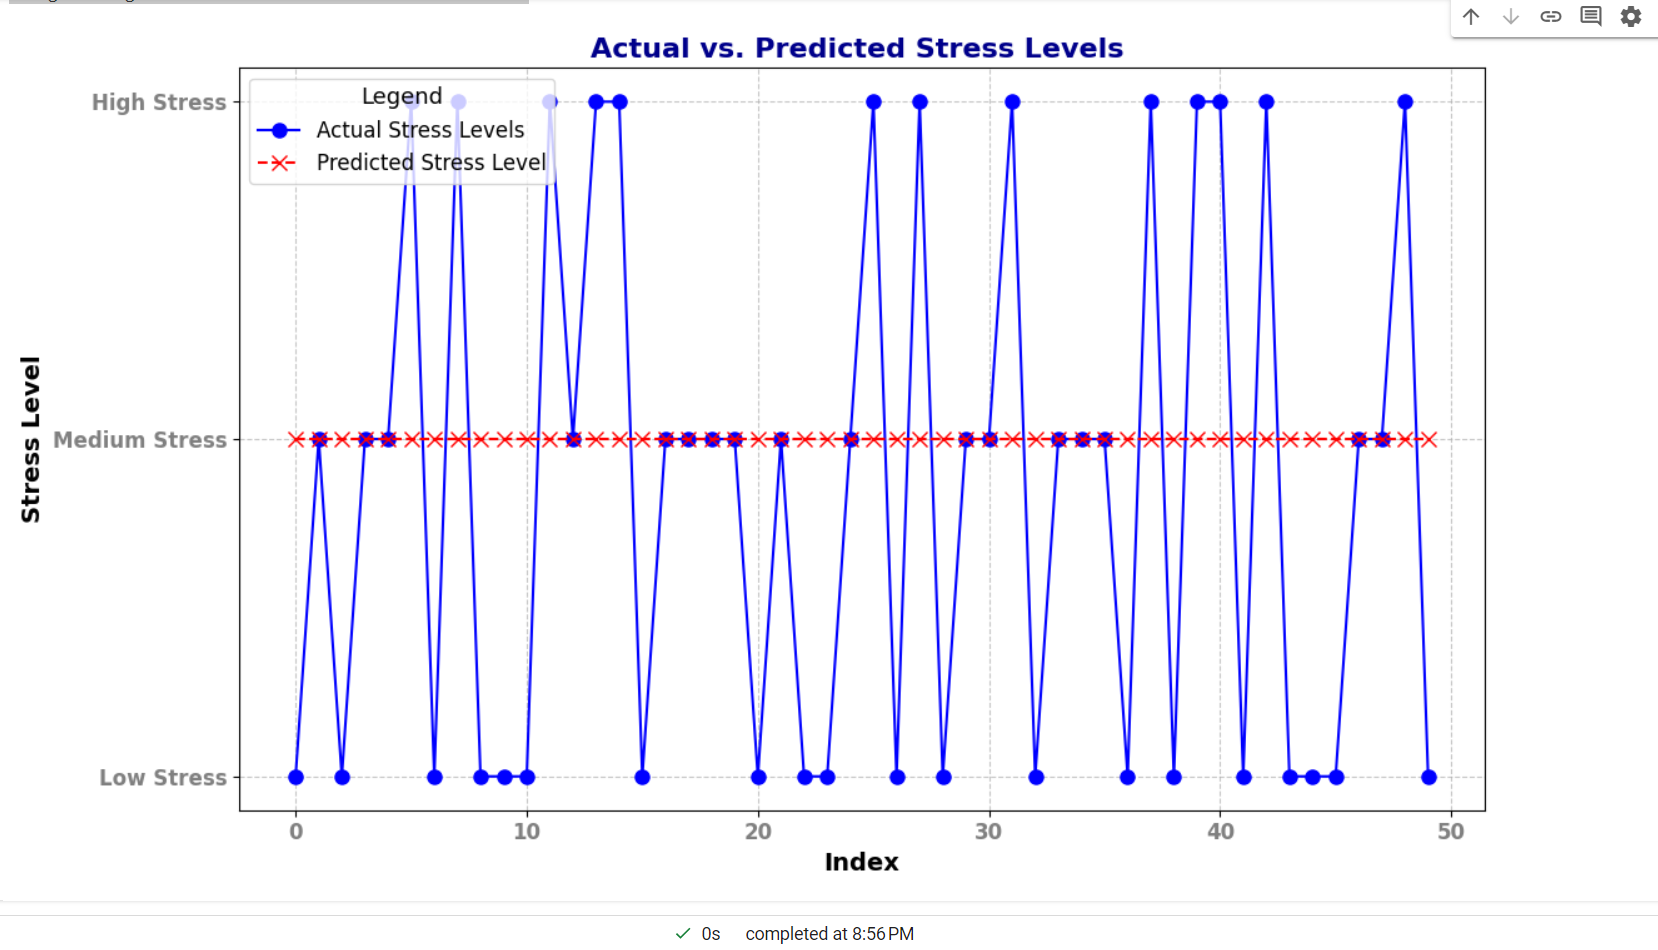 Actual vs. Predicted Stress Levels
Legend
Actual Stress Levels
Predicted Stress Level
High Stress
Medium Stress
Low Stress
Stress Level
0 10 20 30 40 50
Index
0s completed at 8:56 PM